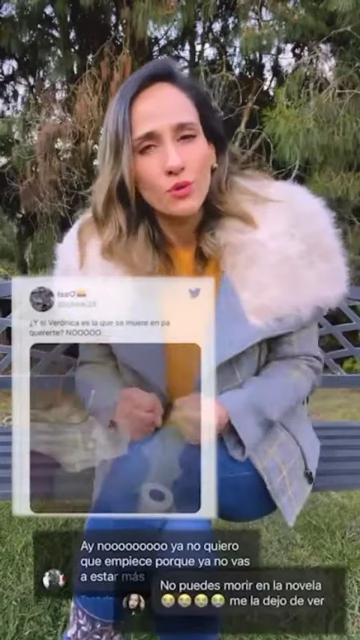 ¿Y si Verónica es la que se muere en pa
quererte? NOOOOO
Ay nooooooooo ya no quiero
que empiece porque ya no vas
a estar más
No puedes morir en la novela
😭😭😭😭 me la dejo de ver